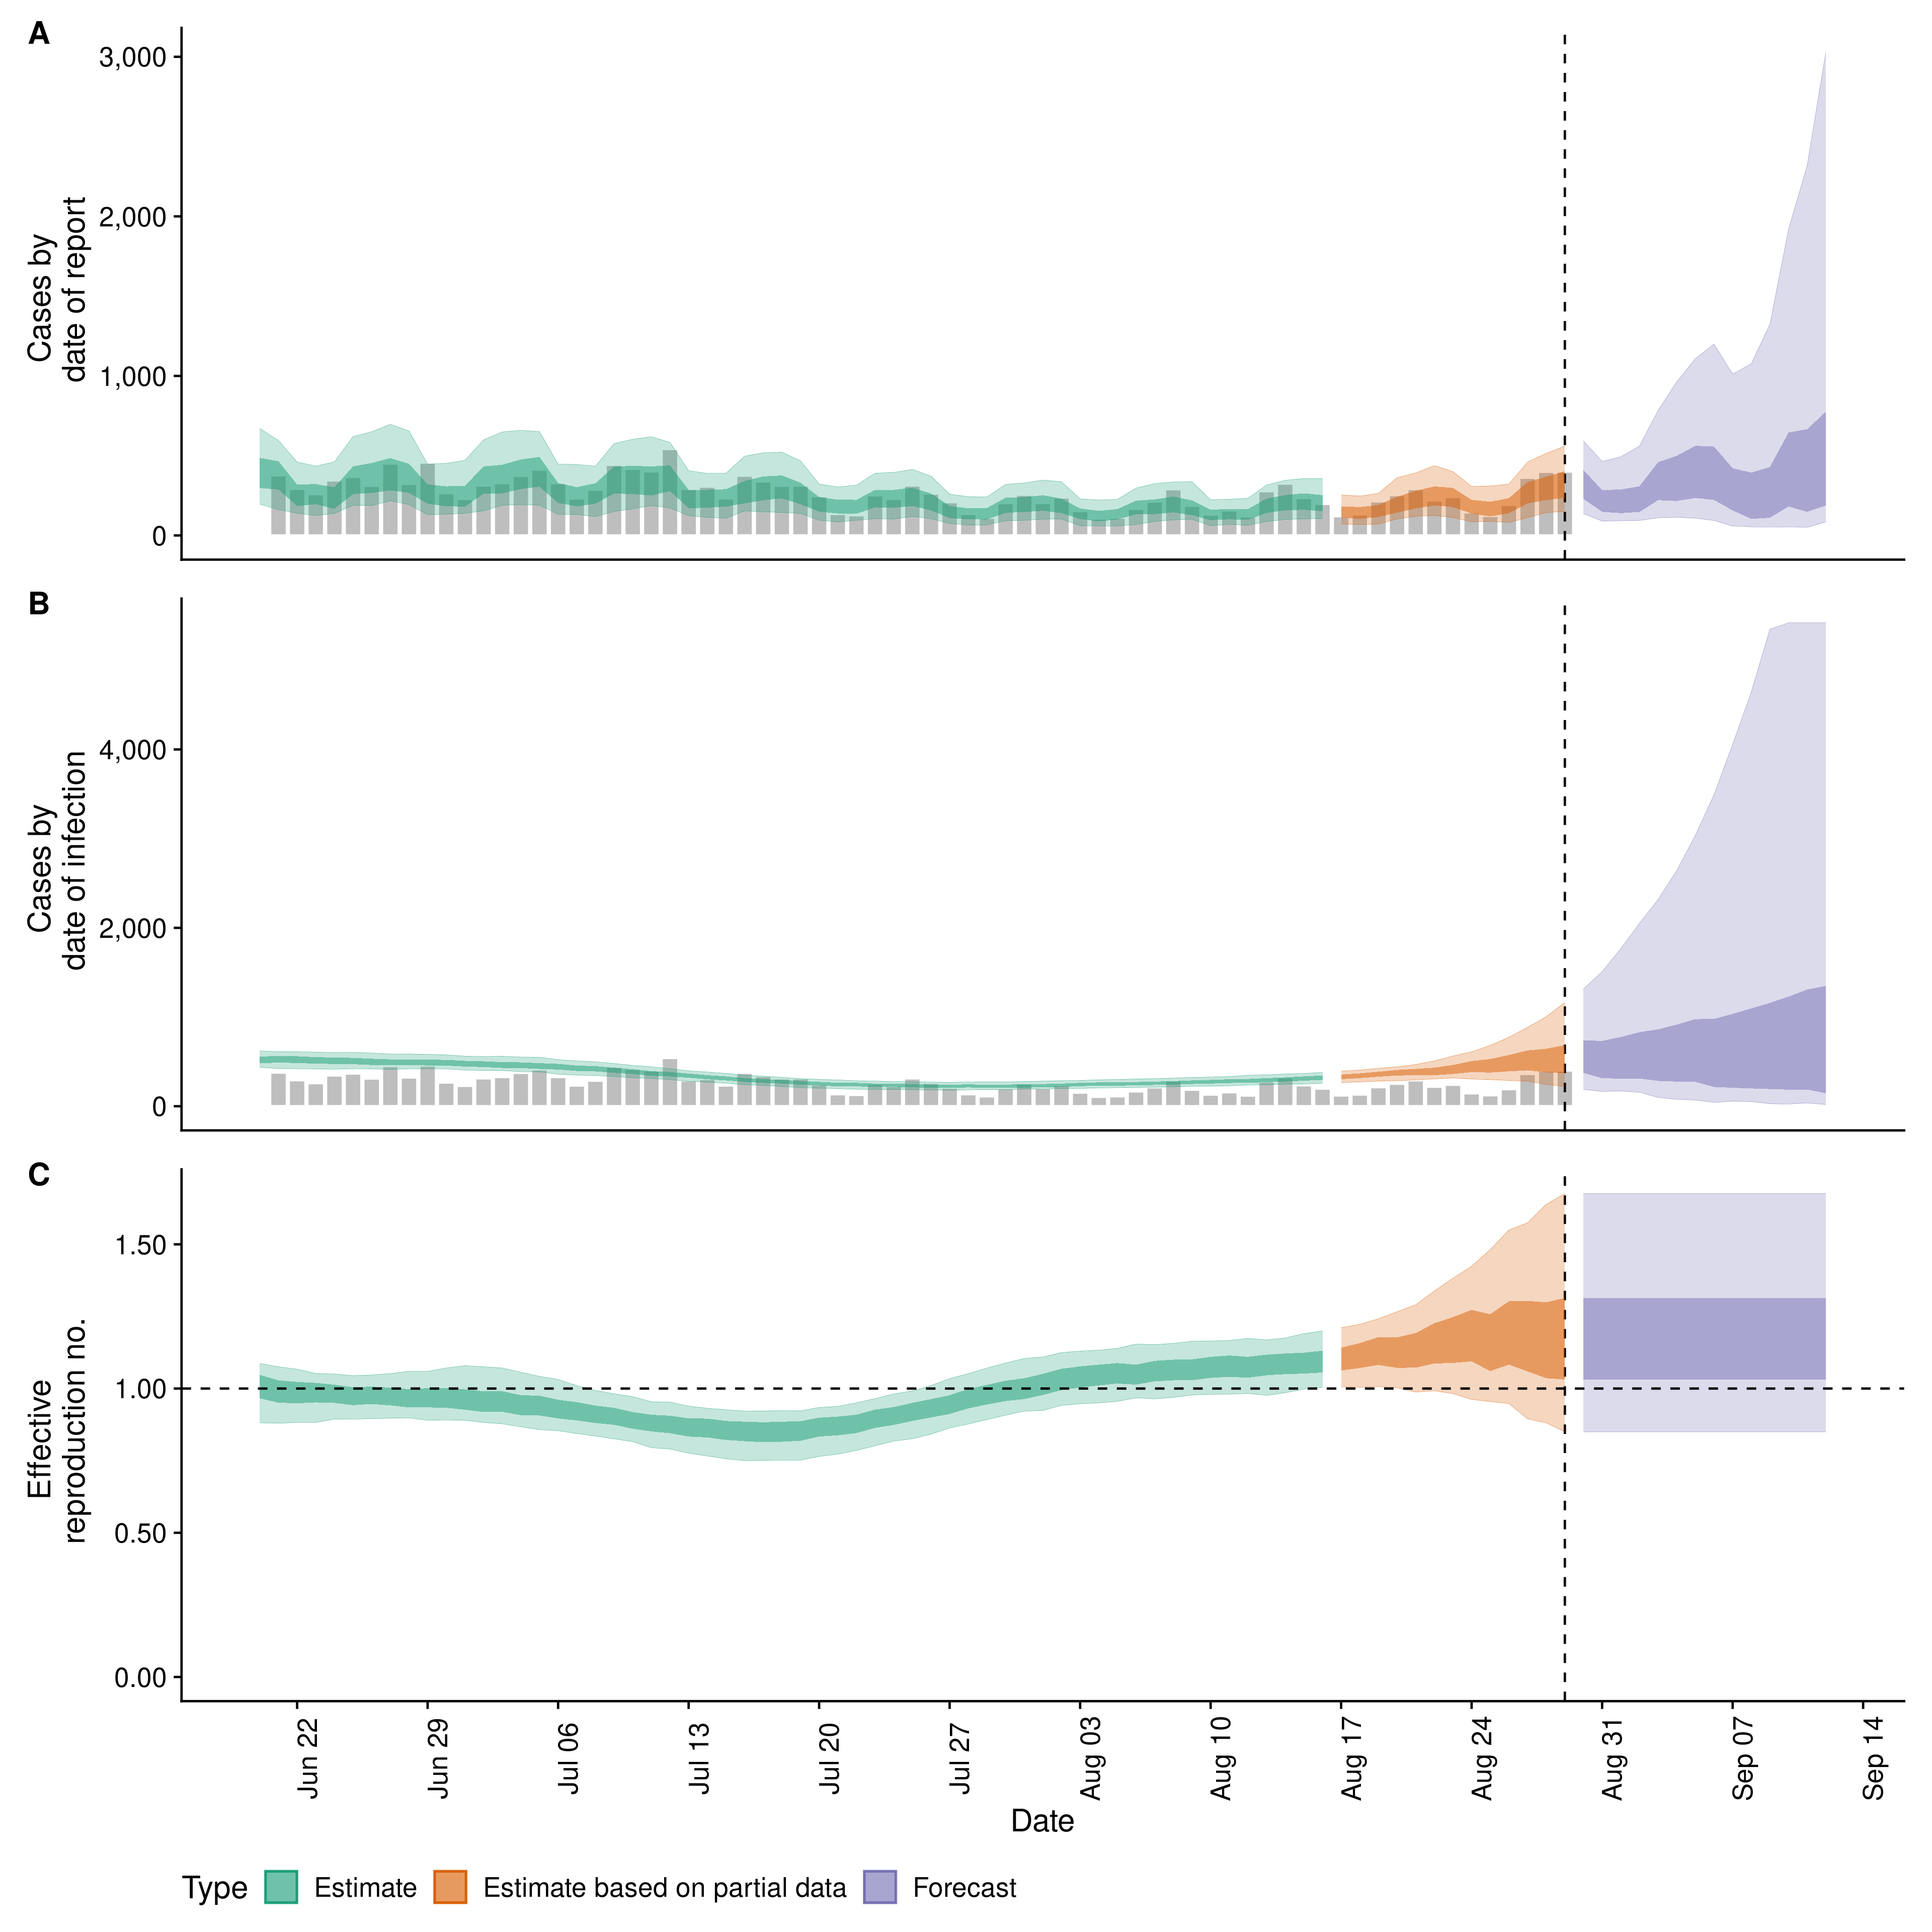 A
3,000
2,000
1,000
0
Cases by
date of report
B
4,000
2,000
0
Cases by
date of infection
C
1.50
1.00
0.50
0.00
Effective
reproduction no.
Jun 22
Jun 29
Jul 06
Jul 13
Jul 20
Jul 27
Aug 03
Aug 10
Aug 17
Aug 24
Aug 31
Sep 07
Sep 14
Date
Type Estimate Estimate based on partial data Forecast